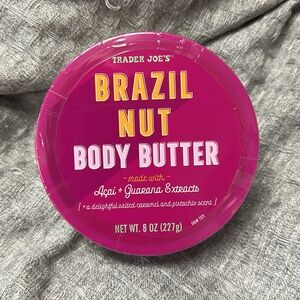 TRADER JOE'S
BRAZIL
NUT
BODY BUTTER
- made with -
Açaí + Guarana Extracts
[ + a delightful salted caramel and pistachio scent ]
NET WT. 8 OZ (227g)